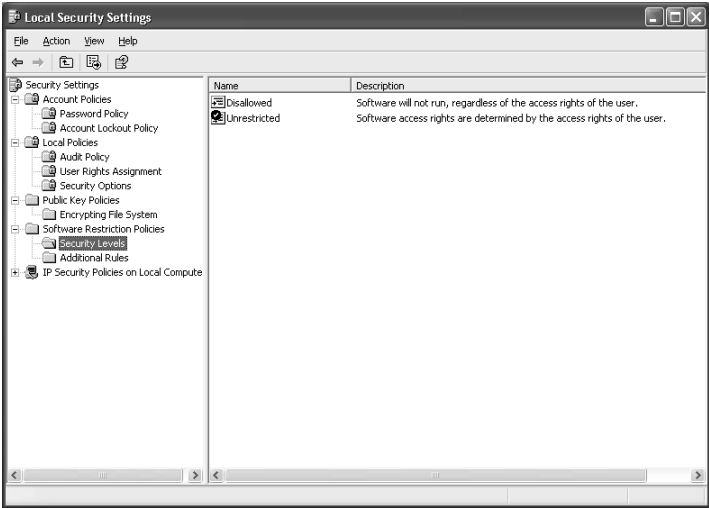 Local Security Settings
File Action View Help
Security Settings
Account Policies
Password Policy
Account Lockout Policy
Local Policies
Audit Policy
User Rights Assignment
Security Options
Public Key Policies
Encrypting File System
Software Restriction Policies
Security Levels
Additional Rules
IP Security Policies on Local Compute
Name Description
Disallowed Software will not run, regardless of the access rights of the user.
Unrestricted Software access rights are determined by the access rights of the user.